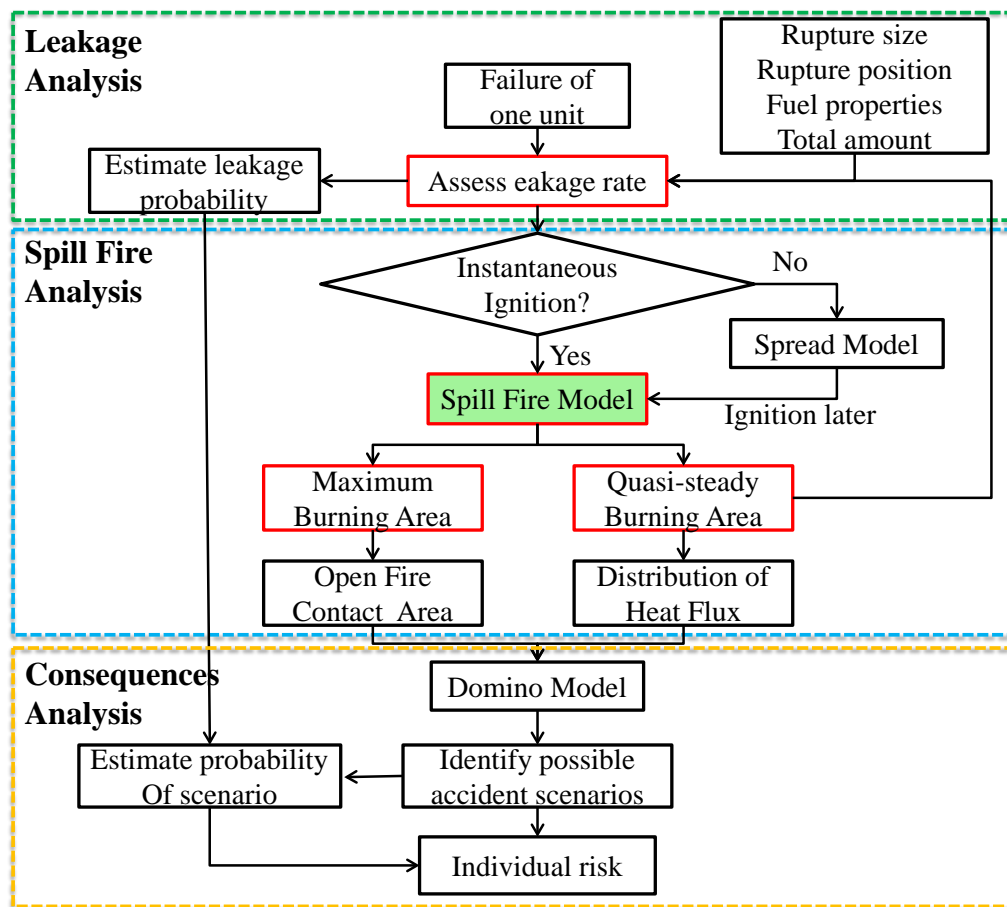 Leakage
Analysis
Rupture size
Rupture position
Fuel properties
Total amount
Failure of
one unit
Estimate leakage
probability
Assess eakage rate
Spill Fire
Analysis
Instantaneous
Ignition?
No
Yes
Spread Model
Spill Fire Model
Ignition later
Maximum
Burning Area
Quasi-steady
Burning Area
Open Fire
Contact Area
Distribution of
Heat Flux
Consequences
Analysis
Domino Model
Estimate probability
Of scenario
Identify possible
accident scenarios
Individual risk